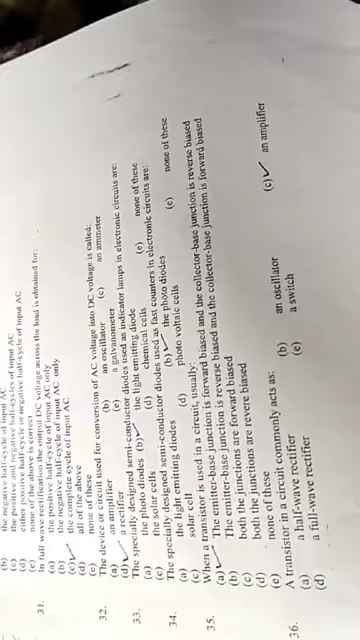 (b) the negative half-cycle of input AC
(c) the positive and negative half-cycles of input AC
(d) either positive half-cycle or negative half-cycle of input AC
(e) none of the above is correct
31. In full wave rectification the output DC voltage across the load is obtained for:
(a) the positive half-cycle of input AC only
(b) the negative half-cycle of input AC only
(c) the complete cycle of input AC
(d) all of the above
(e) none of these
32. The device or circuit used for conversion of AC voltage into DC voltage is called:
(a) an amplifier (b) an oscillator (c) an ammeter
(d) a rectifier (e) a galvanometer
33. The specially designed semi-conductor diodes used as indicator lamps in electronic circuits are:
(a) the photo diodes (b) the light emitting diode (c) none of these
(c) the solar cells (d) chemical cells
34. The specially designed semi-conductor diodes used as fast counters in electronic circuits are:
(a) the light emitting diodes (b) the photo diodes (e) none of these
(c) solar cell (d) photo voltaic cells
35. When a transistor is used in a circuit, usually:
(a) The emitter-base junction is forward biased and the collector-base junction is reverse biased
(b) The emitter-base junction is reverse biased and the collector-base junction is forward biased
(c) both the junctions are forward biased
(d) both the junctions are revere biased
(e) none of these
36. A transistor in a circuit commonly acts as:
(a) a half-wave rectifier (b) an oscillator (c) an amplifier
(d) a full-wave rectifier (e) a switch